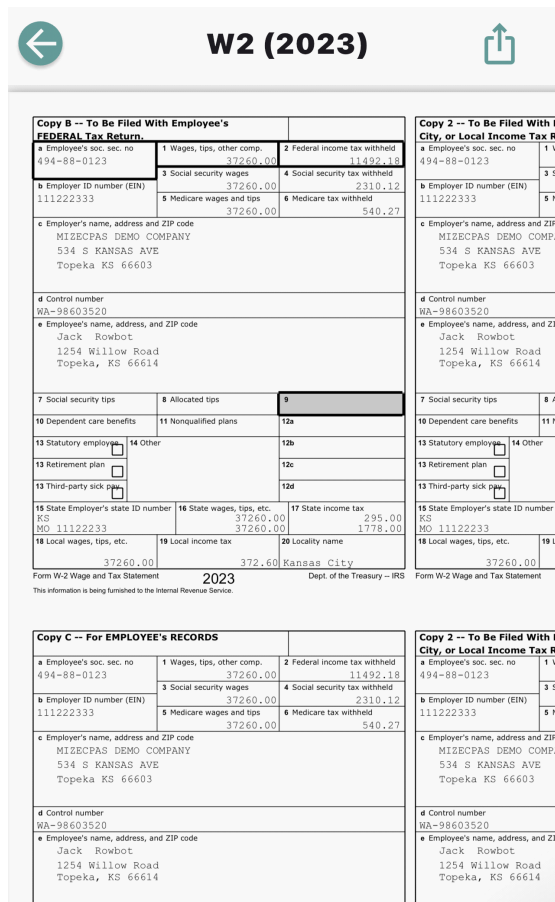 W2 (2023)
Copy B -- To Be Filed With Employee's
FEDERAL Tax Return.
a Employee's soc. sec. no
494-88-0123
1 Wages, tips, other comp.
37260.00
2 Federal income tax withheld
11492.18
3 Social security wages
37260.00
4 Social security tax withheld
2310.12
b Employer ID number (EIN)
111222333
5 Medicare wages and tips
37260.00
6 Medicare tax withheld
540.27
c Employer's name, address and ZIP code
MIZECPAS DEMO COMPANY
534 S KANSAS AVE
Topeka KS 66603
d Control number
WA-98603520
e Employee's name, address, and ZIP code
Jack Rowbot
1254 Willow Road
Topeka, KS 66614
7 Social security tips
8 Allocated tips
9
10 Dependent care benefits
11 Nonqualified plans
12a
13 Statutory employee
14 Other
12b
13 Retirement plan
12c
13 Third-party sick pay
12d
15 State Employer's state ID number
16 State wages, tips, etc.
17 State income tax
KS 37260.00 295.00
MO 11122233 37260.00 1778.00
18 Local wages, tips, etc.
37260.00
19 Local income tax
372.60
20 Locality name
Kansas City
Form W-2 Wage and Tax Statement
2023
Dept. of the Treasury -- IRS
This information is being furnished to the Internal Revenue Service.
Copy 2 -- To Be Filed With
City, or Local Income Tax
a Employee's soc. sec. no
494-88-0123
1
3
b Employer ID number (EIN)
111222333
5
c Employer's name, address and ZIP
MIZECPAS DEMO
534 S KANSAS AVE
Topeka KS 66603
d Control number
WA-98603520
e Employee's name, address, and
Jack Rowbot
1254 Willow Road
Topeka, KS 66614
7 Social security tips
8
10 Dependent care benefits
11
13 Statutory employee
14 Other
13 Retirement plan
13 Third-party sick pay
15 State Employer's state ID number
KS
MO 11122233
18 Local wages, tips, etc.
37260.00
19
Form W-2 Wage and Tax Statement
Copy C -- For EMPLOYEE'S RECORDS
a Employee's soc. sec. no
494-88-0123
1 Wages, tips, other comp.
37260.00
2 Federal income tax withheld
11492.18
3 Social security wages
37260.00
4 Social security tax withheld
2310.12
b Employer ID number (EIN)
111222333
5 Medicare wages and tips
37260.00
6 Medicare tax withheld
540.27
c Employer's name, address and ZIP code
MIZECPAS DEMO COMPANY
534 S KANSAS AVE
Topeka KS 66603
d Control number
WA-98603520
e Employee's name, address, and ZIP code
Jack Rowbot
1254 Willow Road
Topeka, KS 66614
Copy 2 -- To Be Filed With
City, or Local Income Tax
a Employee's soc. sec. no
494-88-0123
1
3
b Employer ID number (EIN)
111222333
5
c Employer's name, address and ZIP
MIZECPAS DEMO
534 S KANSAS AVE
Topeka KS 66603
d Control number
WA-98603520
e Employee's name, address, and
Jack Rowbot
1254 Willow Road
Topeka, KS 66614